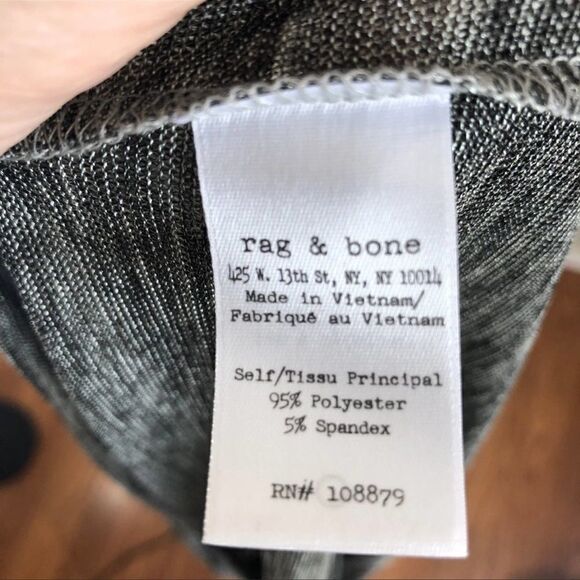 rag & bone
425 W. 13th St, NY, NY 10014
Made in Vietnam/
Fabriqué au Vietnam
Self/Tissu Principal
95% Polyester
5% Spandex
RN# 108879